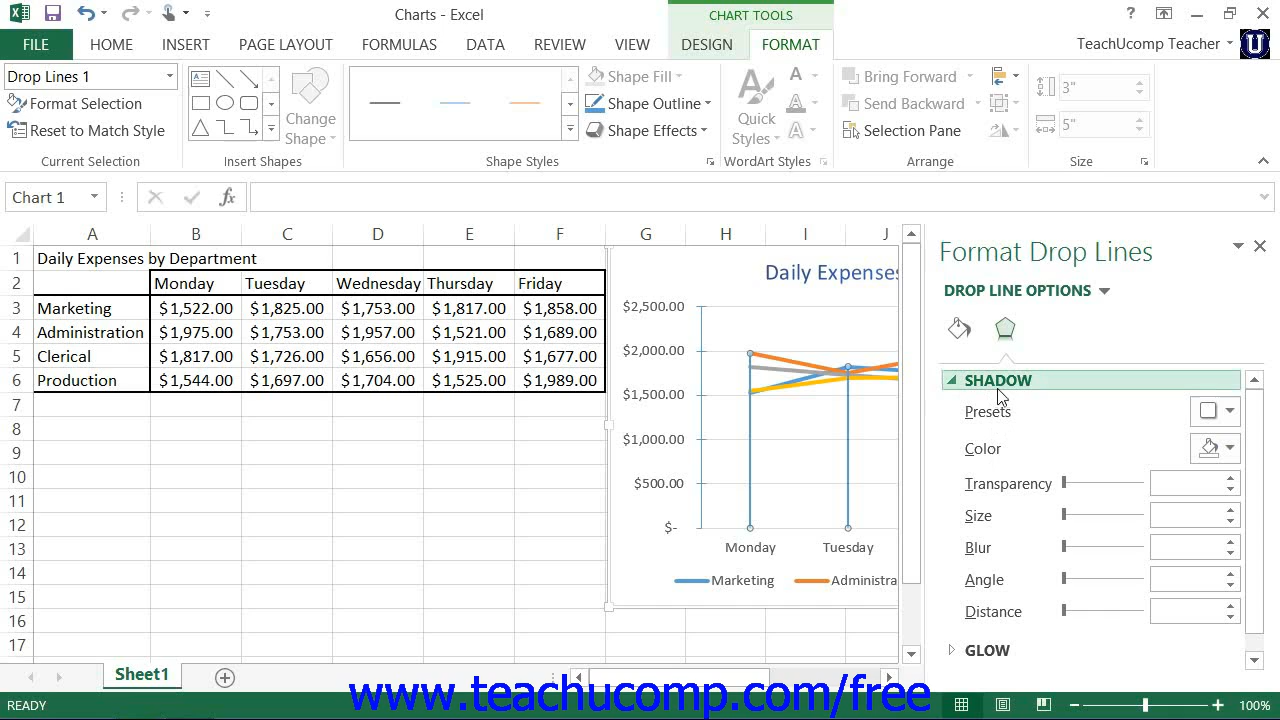 Charts - Excel
CHART TOOLS
?
FILE HOME INSERT PAGE LAYOUT FORMULAS DATA REVIEW VIEW DESIGN FORMAT TeachUcomp Teacher U
Drop Lines 1
Format Selection
Reset to Match Style
Current Selection
Change Shape
Insert Shapes
Shape Fill
Shape Outline
Shape Effects
Shape Styles
Quick Styles
WordArt Styles
Bring Forward
Send Backward
Selection Pane
Arrange
3"
5"
Size
Chart 1
fx
A B C D E F G H I J
1 Daily Expenses by Department
2 Monday Tuesday Wednesday Thursday Friday
3 Marketing $1,522.00 $1,825.00 $1,753.00 $1,817.00 $1,858.00
4 Administration $1,975.00 $1,753.00 $1,957.00 $1,521.00 $1,689.00
5 Clerical $1,817.00 $1,726.00 $1,656.00 $1,915.00 $1,677.00
6 Production $1,544.00 $1,697.00 $1,704.00 $1,525.00 $1,989.00
7
8
9
10
11
12
13
14
15
16
17
Daily Expenses
$2,500.00
$2,000.00
$1,500.00
$1,000.00
$500.00
$-
Monday Tuesday
Marketing Administra
Format Drop Lines
DROP LINE OPTIONS
SHADOW
Presets
Color
Transparency
Size
Blur
Angle
Distance
GLOW
Sheet1
www.teachucomp.com/free
READY
100%